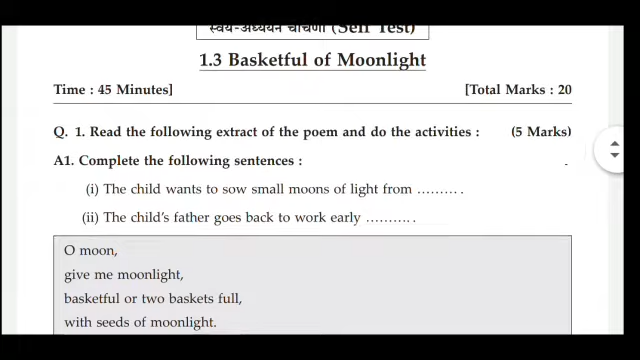 स्वयं-अध्ययन चाचणी (Self Test)
1.3 Basketful of Moonlight
Time : 45 Minutes] [Total Marks : 20
Q. 1. Read the following extract of the poem and do the activities : (5 Marks)
A1. Complete the following sentences :
(i) The child wants to sow small moons of light from ......... .
(ii) The child's father goes back to work early .......... .
O moon,
give me moonlight,
basketful or two baskets full,
with seeds of moonlight.